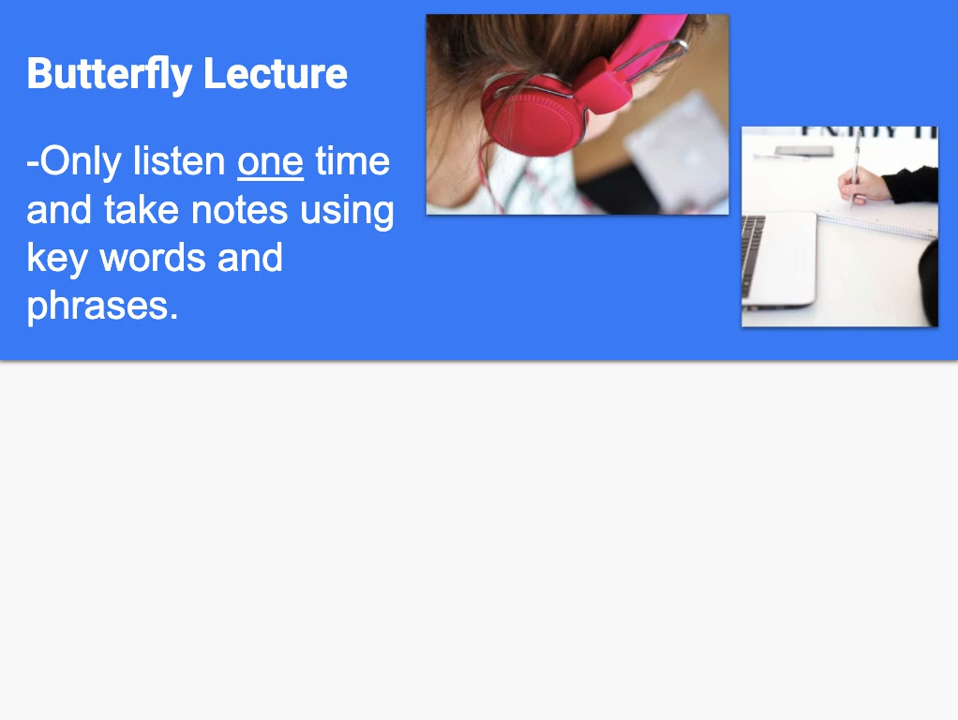 Butterfly Lecture
-Only listen one time
and take notes using
key words and
phrases.